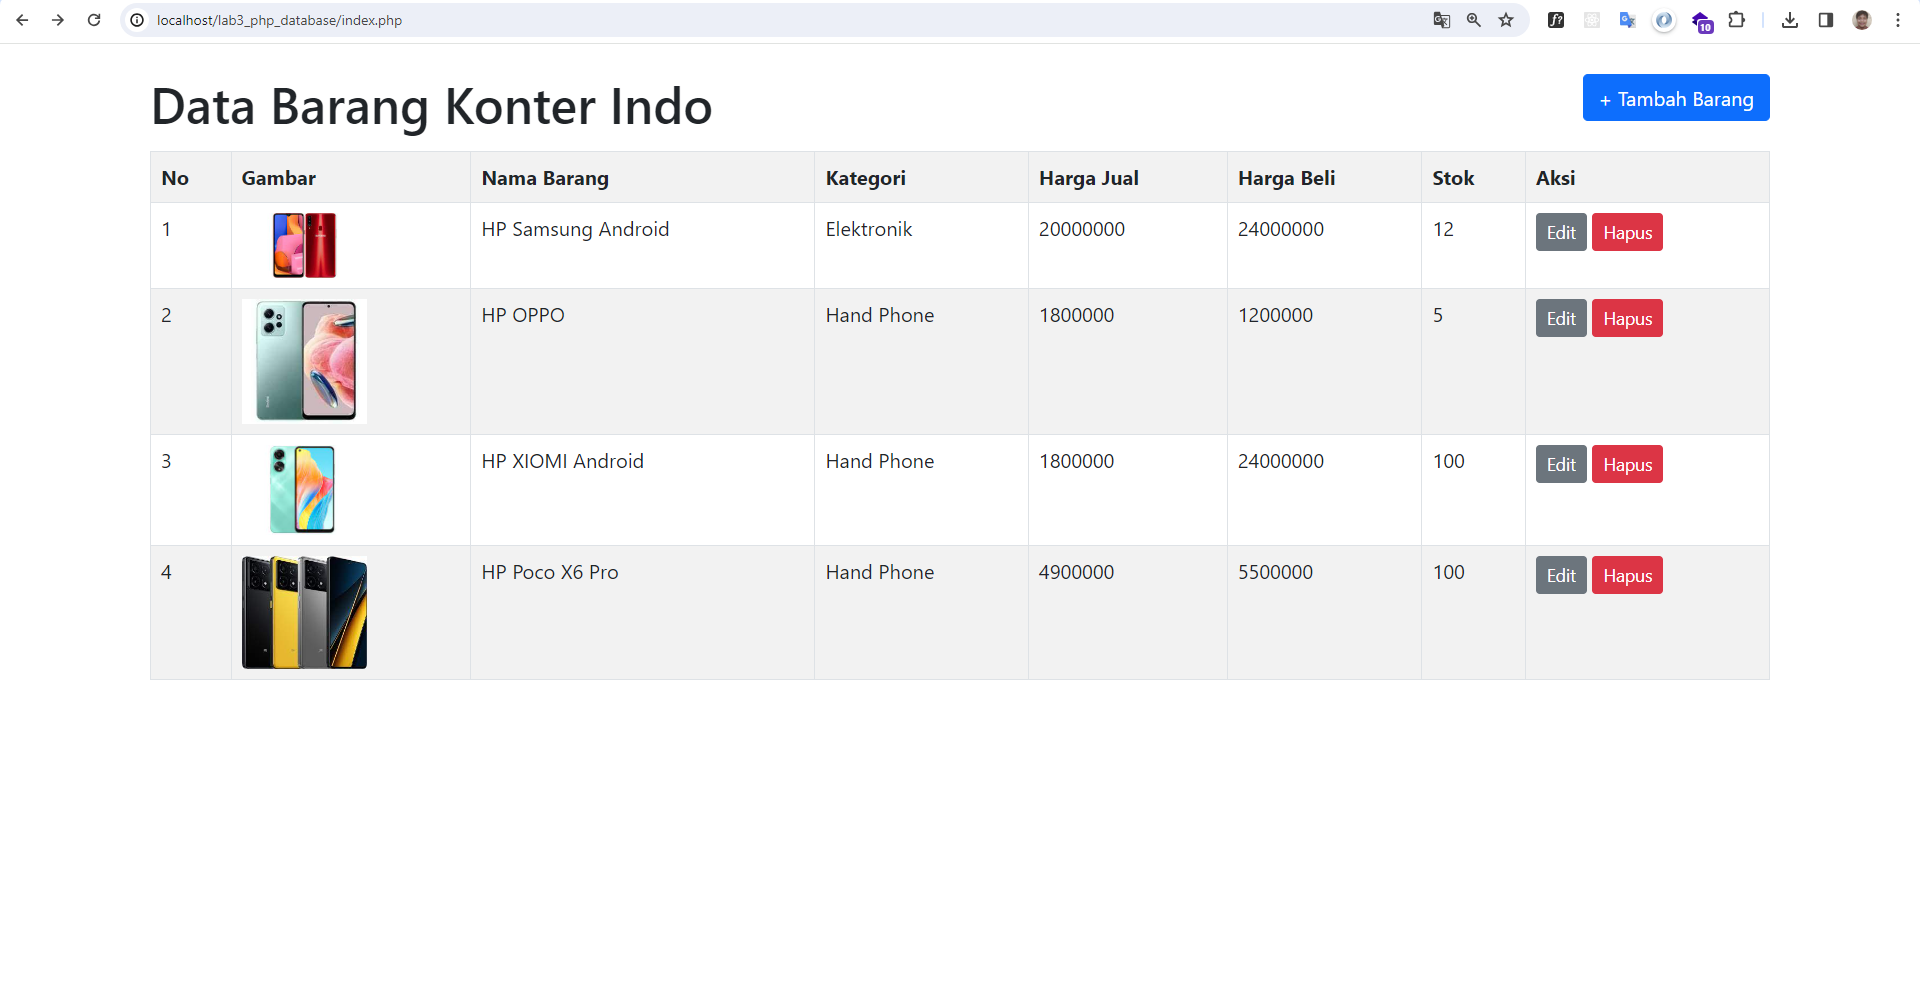 localhost/lab3_php_database/index.php
10
Data Barang Konter Indo
+ Tambah Barang
No Gambar Nama Barang Kategori Harga Jual Harga Beli Stok Aksi
1 HP Samsung Android Elektronik 20000000 24000000 12 Edit Hapus
2 HP OPPO Hand Phone 1800000 1200000 5 Edit Hapus
3 HP XIOMI Android Hand Phone 1800000 24000000 100 Edit Hapus
4 HP Poco X6 Pro Hand Phone 4900000 5500000 100 Edit Hapus